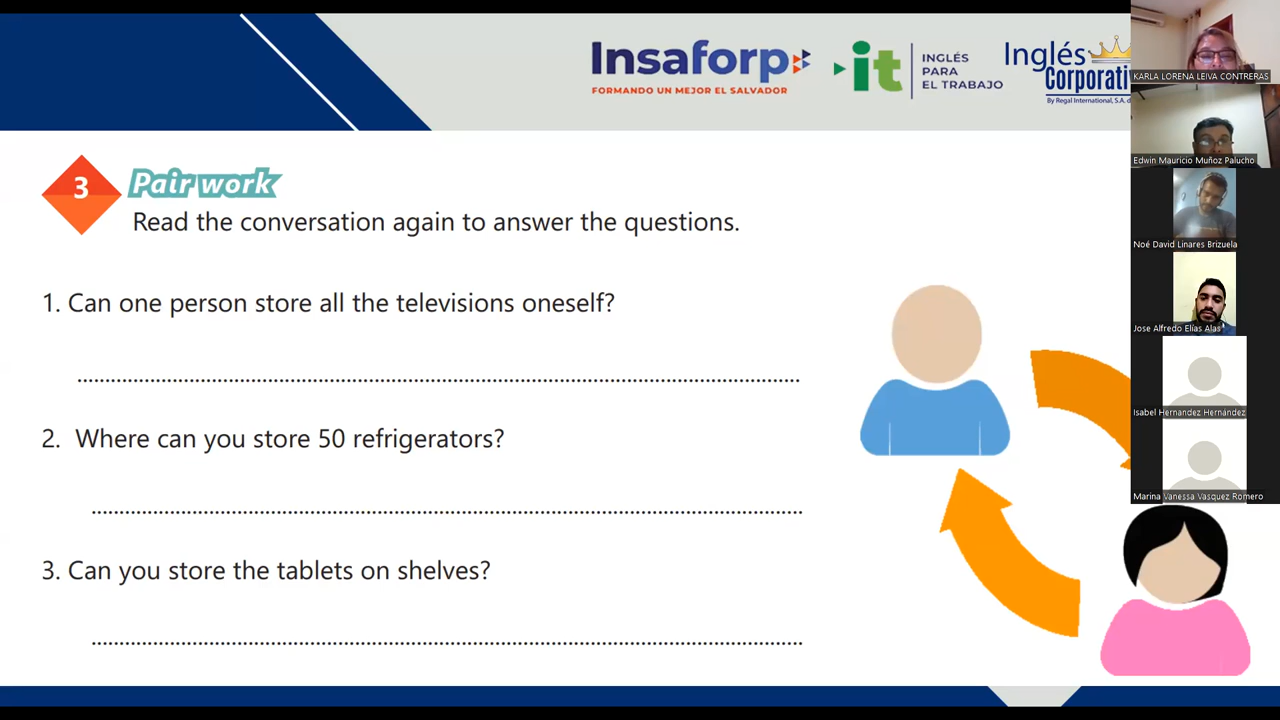 Insaforp
FORMANDO UN MEJOR EL SALVADOR
it
INGLÉS
PARA
EL TRABAJO
Inglés
Corporati
By Regal International, S.A. d
3
Pair work
Read the conversation again to answer the questions.
1. Can one person store all the televisions oneself?
2. Where can you store 50 refrigerators?
3. Can you store the tablets on shelves?
KARLA LORENA LEIVA CONTRERAS
Edwin Mauricio Muñoz Palucho
Noé David Linares Brizuela
Jose Alfredo Elías Alas
Isabel Hernandez Hernández
Marina Vanessa Vasquez Romero